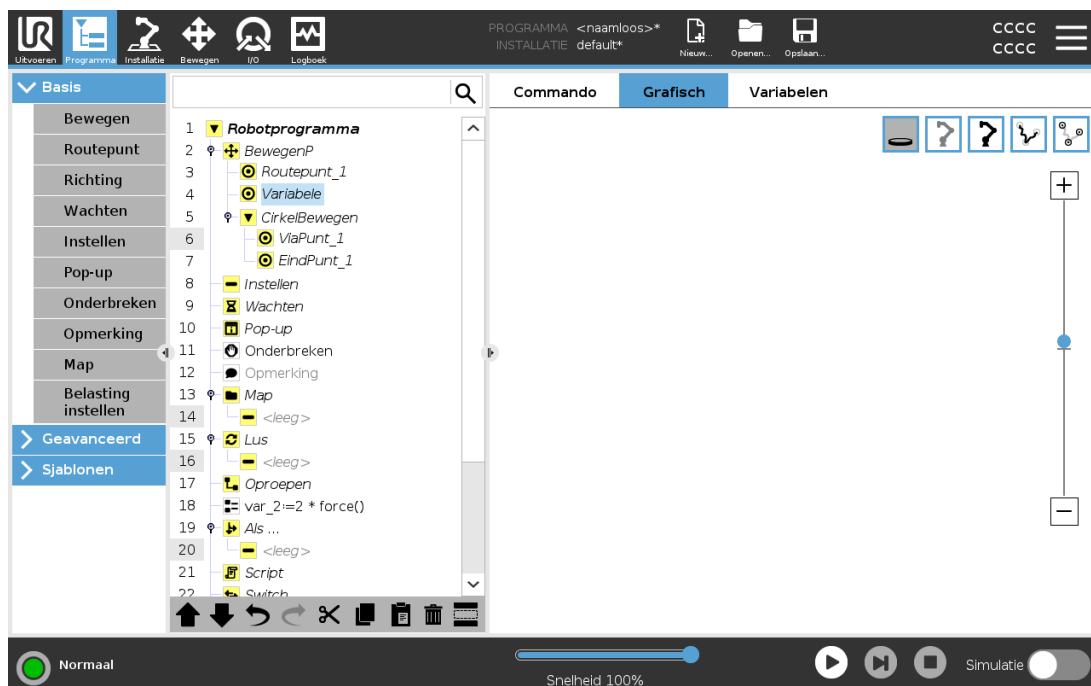 PROGRAMMA <naamloos>*
INSTALLATIE default*
CCCC
CCCC
Uitvoeren Programma Installatie Bewegen I/O Logboek Nieuw... Openen... Opslaan...
Basis
Bewegen
Routepunt
Richting
Wachten
Instellen
Pop-up
Onderbreken
Opmerking
Map
Belasting
instellen
Geavanceerd
Sjablonen
1 Robotprogramma
2 BewegenP
3 Routepunt_1
4 Variabele
5 CirkelBewegen
6 ViaPunt_1
7 EindPunt_1
8 Instellen
9 Wachten
10 Pop-up
11 Onderbreken
12 Opmerking
13 Map
14 <leeg>
15 Lus
16 <leeg>
17 Oproepen
18 var_2:=2 * force()
19 Als ...
20 <leeg>
21 Script
22 Switch
Commando Grafisch Variabelen
Normaal
Snelheid 100%
Simulatie